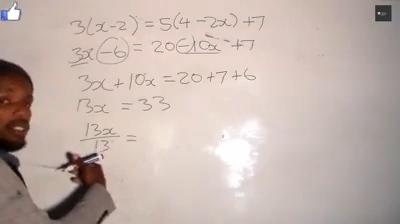 3(x-2) = 5(4-2x)+7
3x-6 = 20-10x+7
3x+10x = 20+7+6
13x = 33
13x/13 =